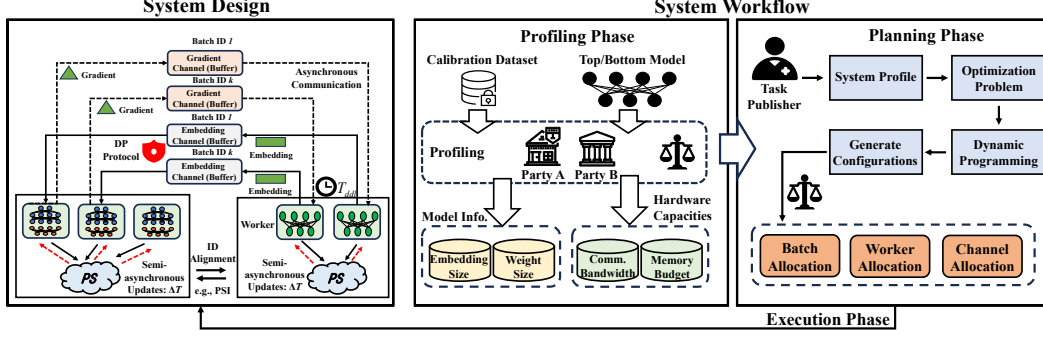 System Design
Batch ID 1
Gradient
Gradient
Channel (Buffer)
Batch ID k
Asynchronous
Communication
Gradient
Gradient
Channel (Buffer)
Batch ID 1
Embedding
Channel (Buffer)
DP
Protocol
Batch ID k
Embedding
Embedding
Channel (Buffer)
Embedding
T_ddl
Worker
PS
Semi-
asynchronous
Updates: ΔT
ID
Alignment
e.g., PSI
Semi-
asynchronous
Updates: ΔT
PS
System Workflow
Profiling Phase
Calibration Dataset
Top/Bottom Model
Profiling
Party A
Party B
Model Info.
Hardware
Capacities
Embedding
Size
Weight
Size
Comm.
Bandwidth
Memory
Budget
Planning Phase
Task
Publisher
System Profile
Optimization
Problem
Generate
Configurations
Dynamic
Programming
Batch
Allocation
Worker
Allocation
Channel
Allocation
Execution Phase